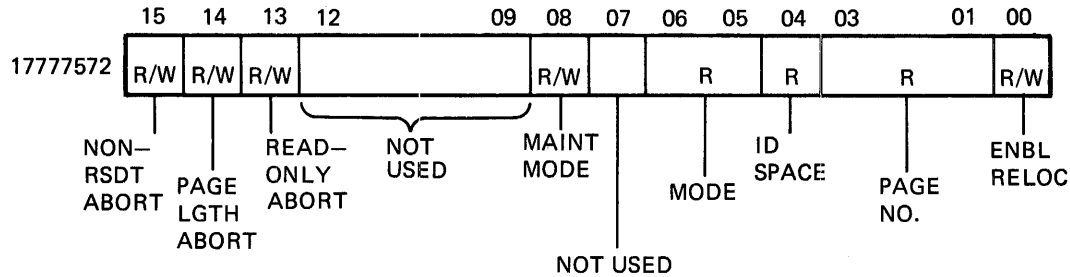 15 14 13 12 09 08 07 06 05 04 03 01 00
17777572 R/W R/W R/W R/W R R R R/W
NON—
RSDT
ABORT
PAGE
LGTH
ABORT
READ—
ONLY
ABORT
NOT
USED
MAINT
MODE
NOT USED
MODE
ID
SPACE
PAGE
NO.
ENBL
RELOC